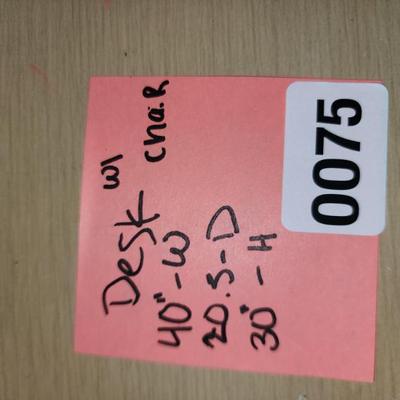 Desk w/ chair
40"-W
20.5-D
30"-H
0075